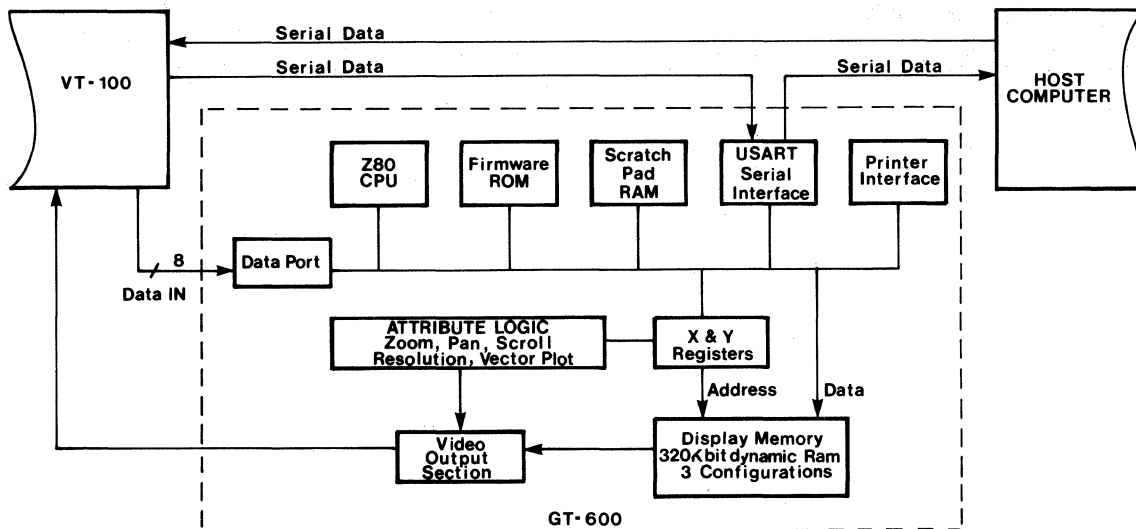 Serial Data
Serial Data
Serial Data
VT-100
HOST
COMPUTER
Z80
CPU
Firmware
ROM
Scratch
Pad
RAM
USART
Serial
Interface
Printer
Interface
8
Data IN
Data Port
ATTRIBUTE LOGIC
Zoom, Pan, Scroll
Resolution, Vector Plot
X & Y
Registers
Address
Data
Video
Output
Section
Display Memory
320K bit dynamic Ram
3 Configurations
GT-600